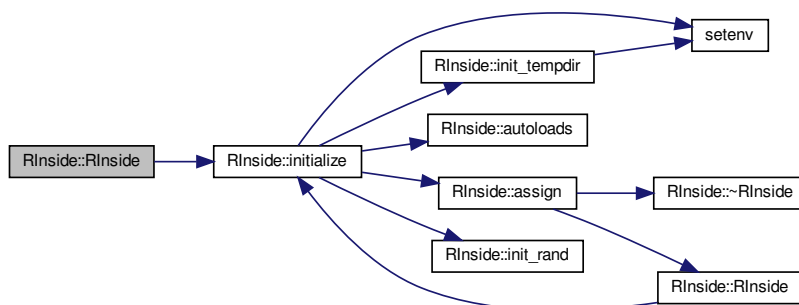 setenv
RInside::init_tempdir
RInside::autoloads
RInside::RInside
RInside::initialize
RInside::assign
RInside::~RInside
RInside::init_rand
RInside::RInside